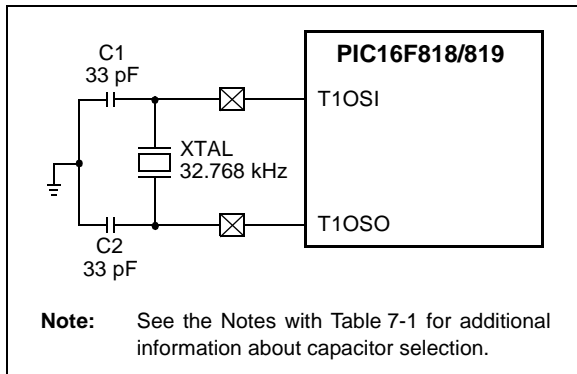 C1
33 pF
PIC16F818/819
T1OSI
XTAL
32.768 kHz
T1OSO
C2
33 pF
Note: See the Notes with Table 7-1 for additional
information about capacitor selection.